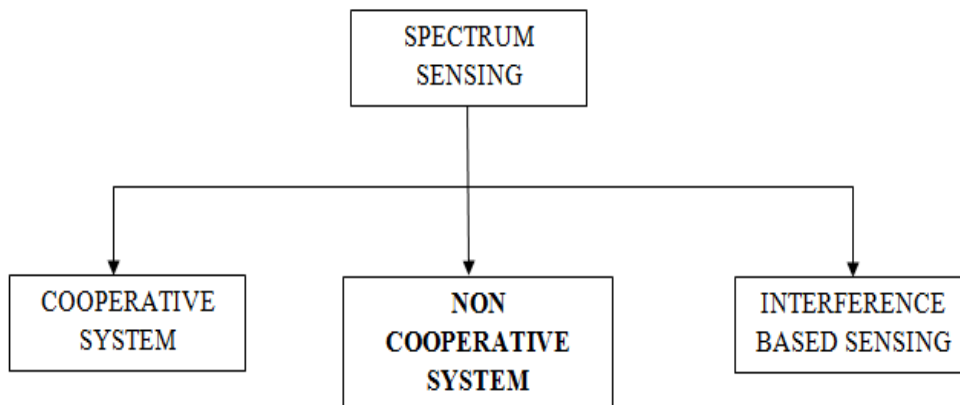 SPECTRUM
SENSING
COOPERATIVE
SYSTEM
NON
COOPERATIVE
SYSTEM
INTERFERENCE
BASED SENSING